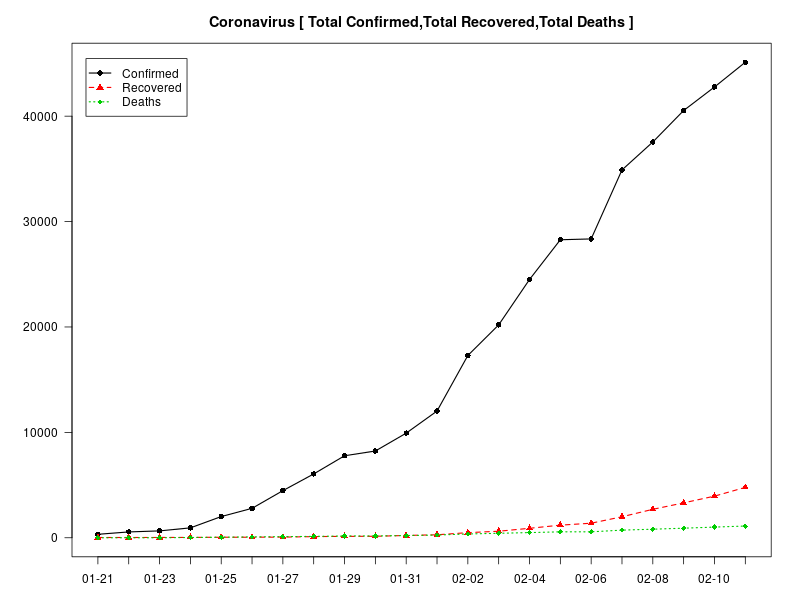 Coronavirus [ Total Confirmed,Total Recovered,Total Deaths ]
Confirmed
Recovered
Deaths
40000
30000
20000
10000
0
01-21 01-23 01-25 01-27 01-29 01-31 02-02 02-04 02-06 02-08 02-10